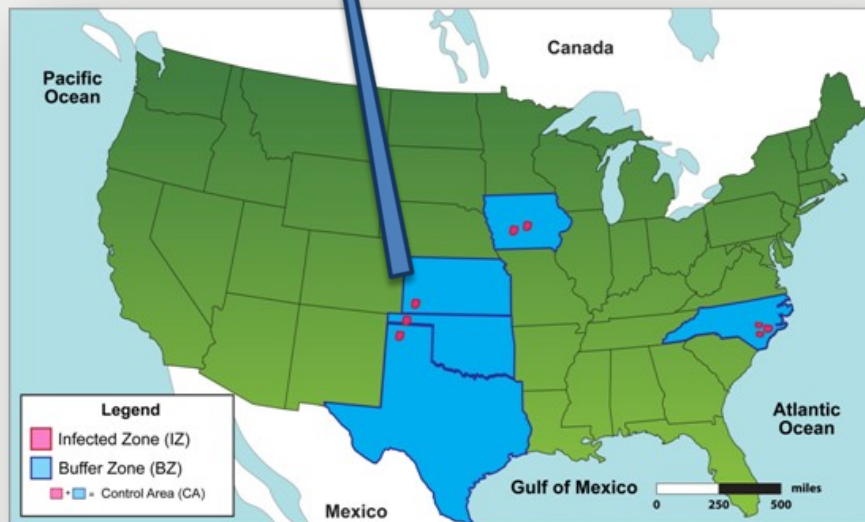 Canada
Pacific
Ocean
Legend
Infected Zone (IZ)
Buffer Zone (BZ)
+ = Control Area (CA)
Atlantic
Ocean
Gulf of Mexico
miles
0 250 500
Mexico